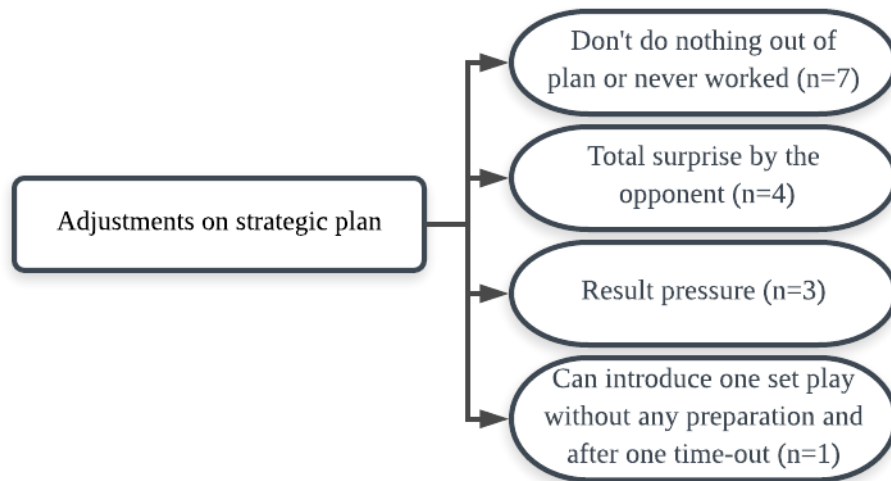 Adjustments on strategic plan
Don't do nothing out of
plan or never worked (n=7)
Total surprise by the
opponent (n=4)
Result pressure (n=3)
Can introduce one set play
without any preparation and
after one time-out (n=1)